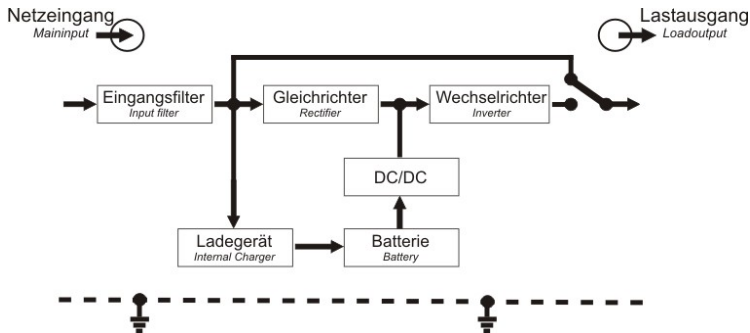 Netzeingang
Maininput
Lastausgang
Loadoutput
Eingangsfilter
Input filter
Gleichrichter
Rectifier
Wechselrichter
Inverter
DC/DC
Ladegerät
Internal Charger
Batterie
Battery